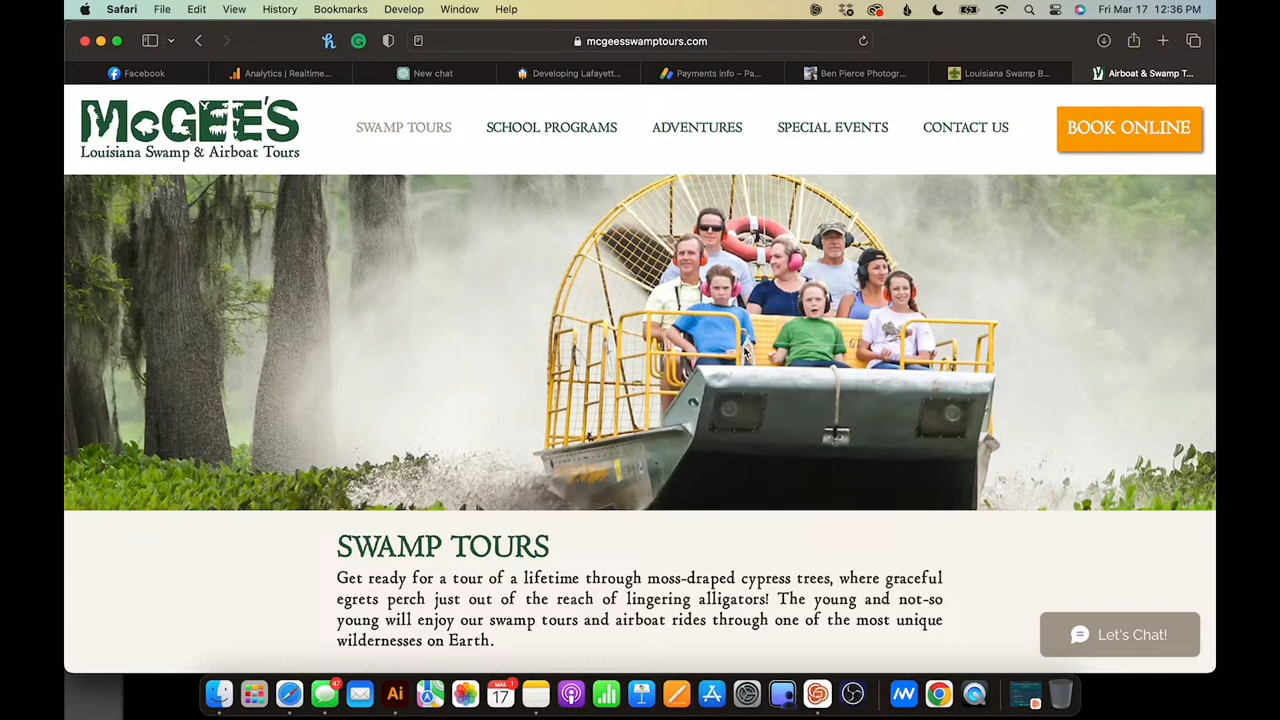 Safari File Edit View History Bookmarks Develop Window Help Fri Mar 17 12:36 PM
mcgeesswamptours.com
Facebook Analytics | Realtime... New chat Developing Lafayett... Payments info – Pa... Ben Pierce Photogr... Louisiana Swamp B... Airboat & Swamp T...
McGEE'S
Louisiana Swamp & Airboat Tours
SWAMP TOURS SCHOOL PROGRAMS ADVENTURES SPECIAL EVENTS CONTACT US BOOK ONLINE
SWAMP TOURS
Get ready for a tour of a lifetime through moss-draped cypress trees, where graceful
egrets perch just out of the reach of lingering alligators! The young and not-so
young will enjoy our swamp tours and airboat rides through one of the most unique
wildernesses on Earth.
Let's Chat!
47
Ai
17
1